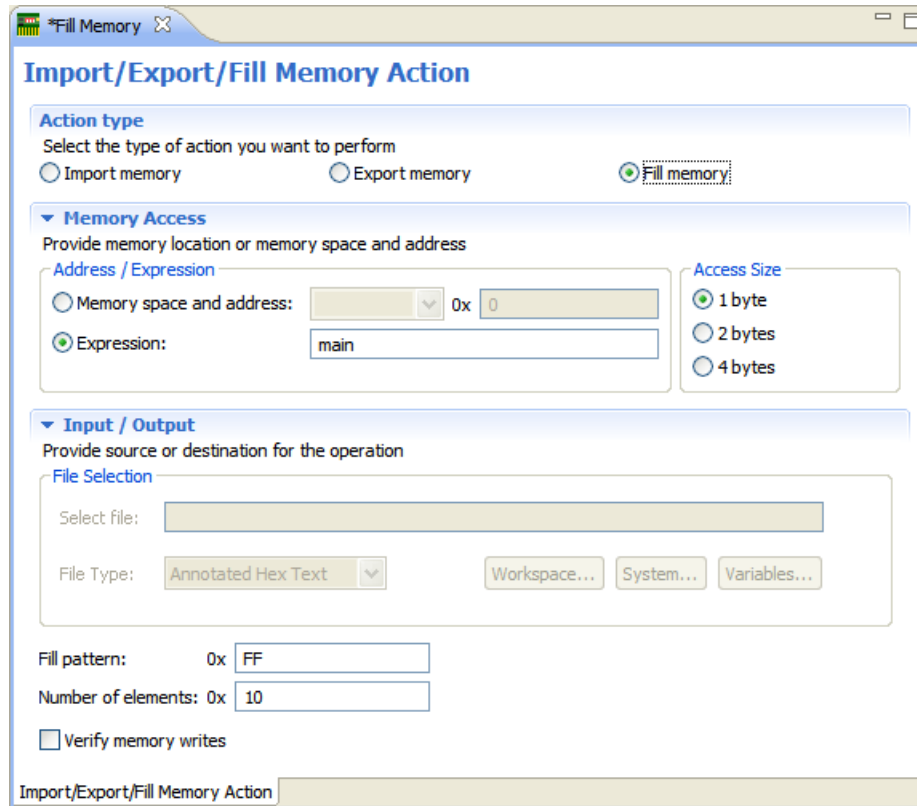 *Fill Memory
Import/Export/Fill Memory Action
Action type
Select the type of action you want to perform
Import memory Export memory Fill memory
Memory Access
Provide memory location or memory space and address
Address / Expression Access Size
Memory space and address: 0x 0 1 byte
Expression: main 2 bytes
4 bytes
Input / Output
Provide source or destination for the operation
File Selection
Select file:
File Type: Annotated Hex Text Workspace... System... Variables...
Fill pattern: 0x FF
Number of elements: 0x 10
Verify memory writes
Import/Export/Fill Memory Action